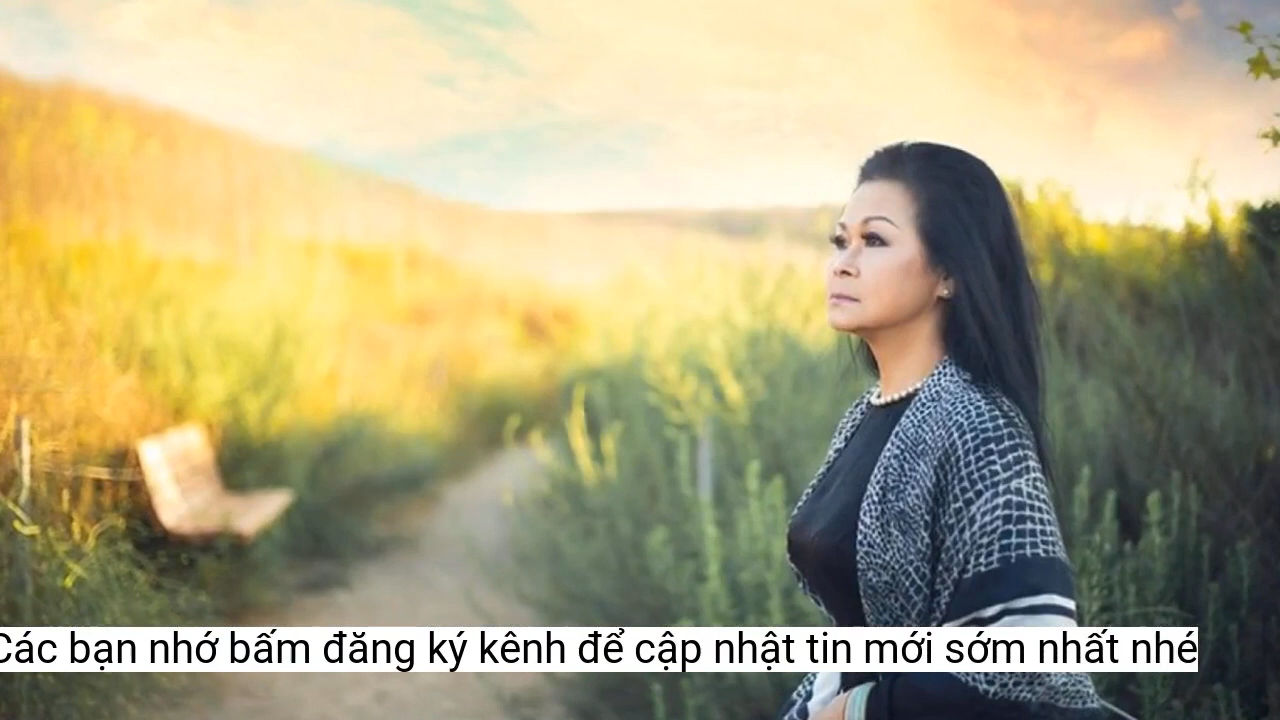 Các bạn nhớ bấm đăng ký kênh để cập nhật tin mới sớm nhất nhé